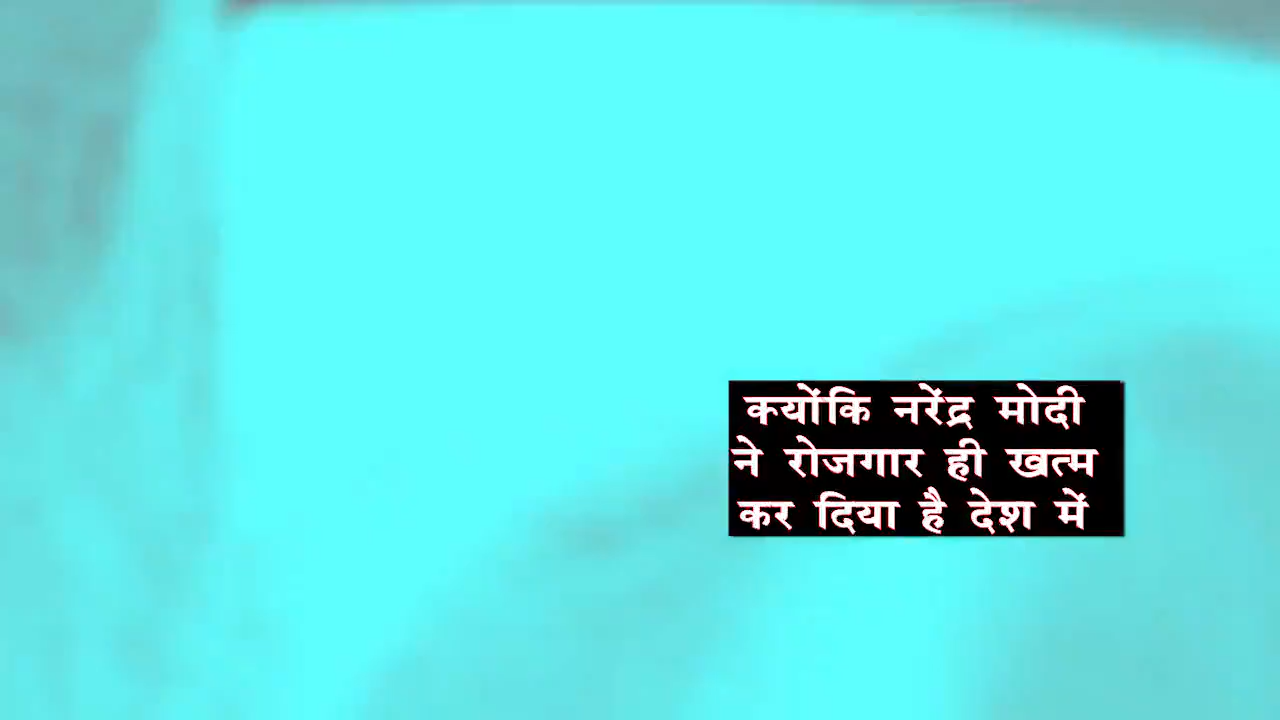 क्योंकि नरेंद्र मोदी
ने रोजगार ही खत्म
कर दिया है देश में